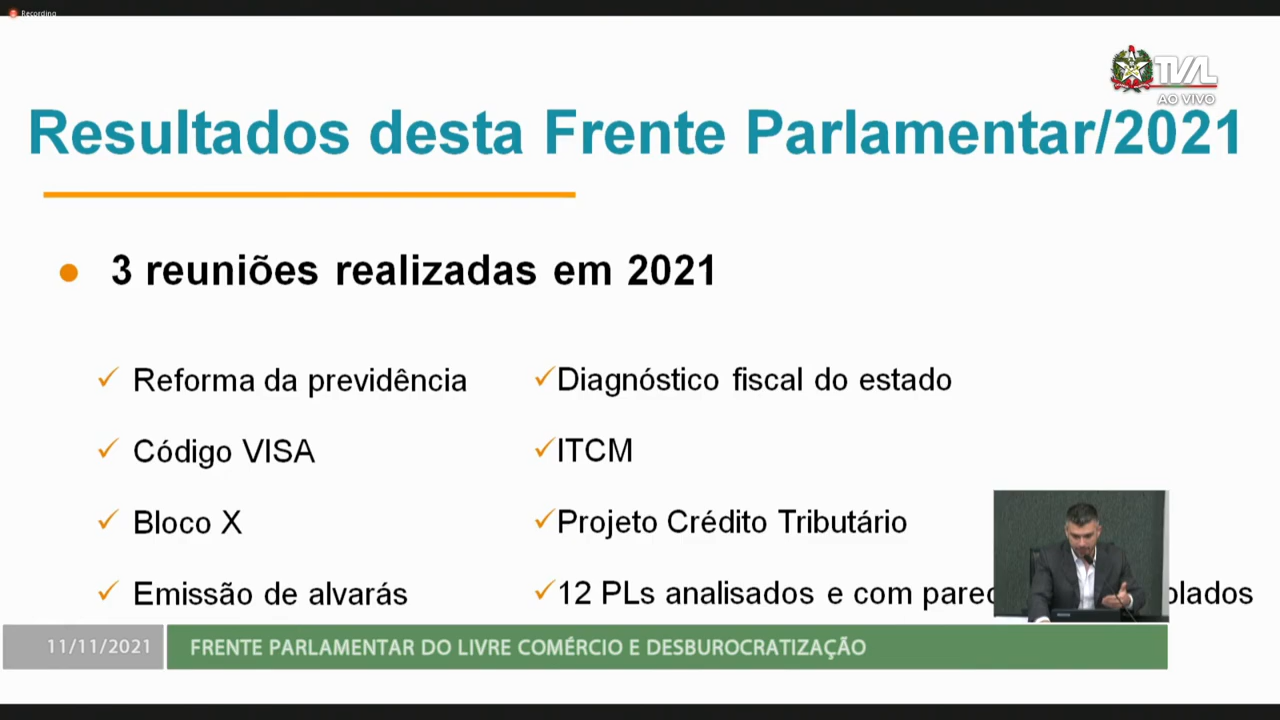 Recording
TVAL
AO VIVO
Resultados desta Frente Parlamentar/2021
3 reuniões realizadas em 2021
Reforma da previdência
Diagnóstico fiscal do estado
Código VISA
ITCM
Bloco X
Projeto Crédito Tributário
Emissão de alvarás
12 PLs analisados e com
11/11/2021
FRENTE PARLAMENTAR DO LIVRE COMÉRCIO E DESBUROCRATIZAÇÃO